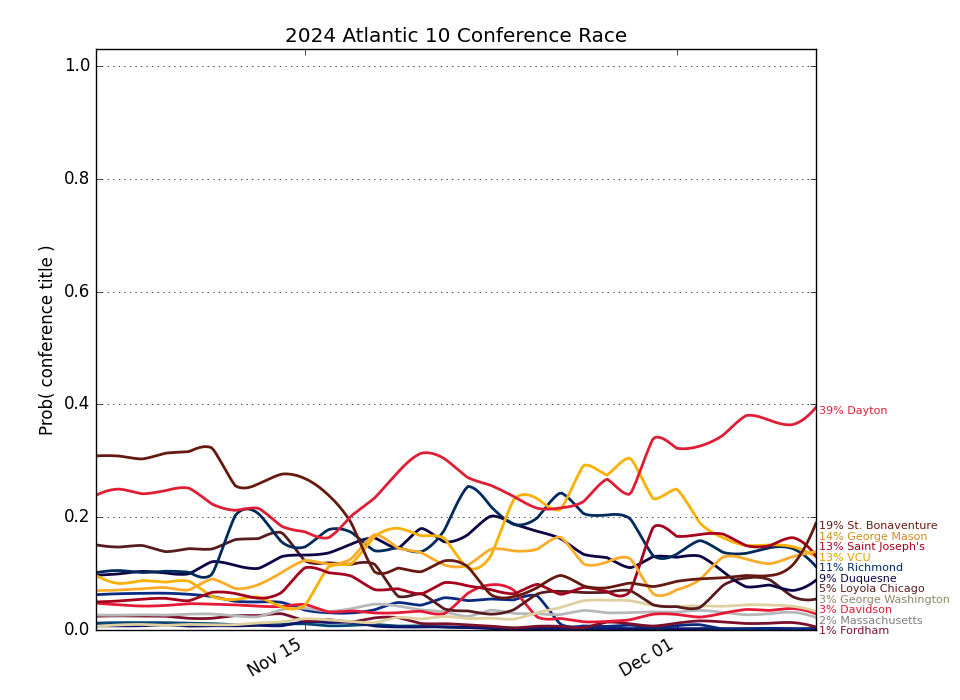 2024 Atlantic 10 Conference Race
Prob( conference title )
1.0
0.8
0.6
0.4
0.2
0.0
Nov 15
Dec 01
39% Dayton
19% St. Bonaventure
14% George Mason
13% Saint Joseph's
13% VCU
11% Richmond
9% Duquesne
5% Loyola Chicago
3% George Washington
3% Davidson
2% Massachusetts
1% Fordham